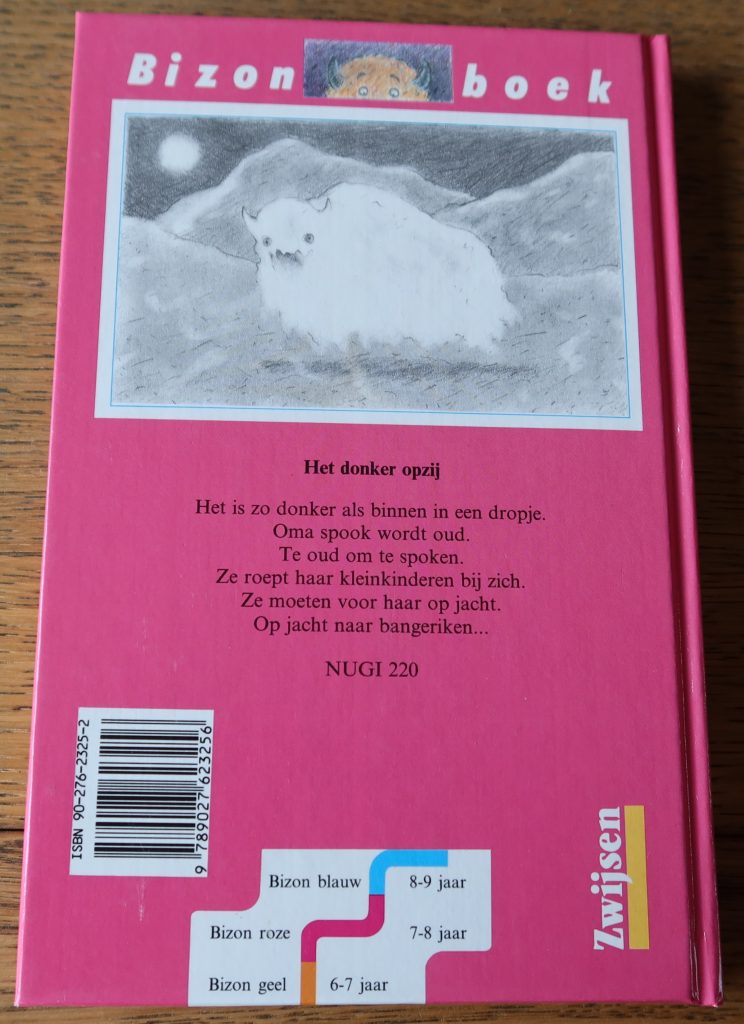 Bizon boek
Het donker opzij
Het is zo donker als binnen in een dropje.
Oma spook wordt oud.
Te oud om te spoken.
Ze roept haar kleinkinderen bij zich.
Ze moeten voor haar op jacht.
Op jacht naar bangeriken...
NUGI 220
ISBN 90-276-2325-2
9 789027 623256
Bizon blauw 8-9 jaar
Bizon roze 7-8 jaar
Bizon geel 6-7 jaar
Zwijsen